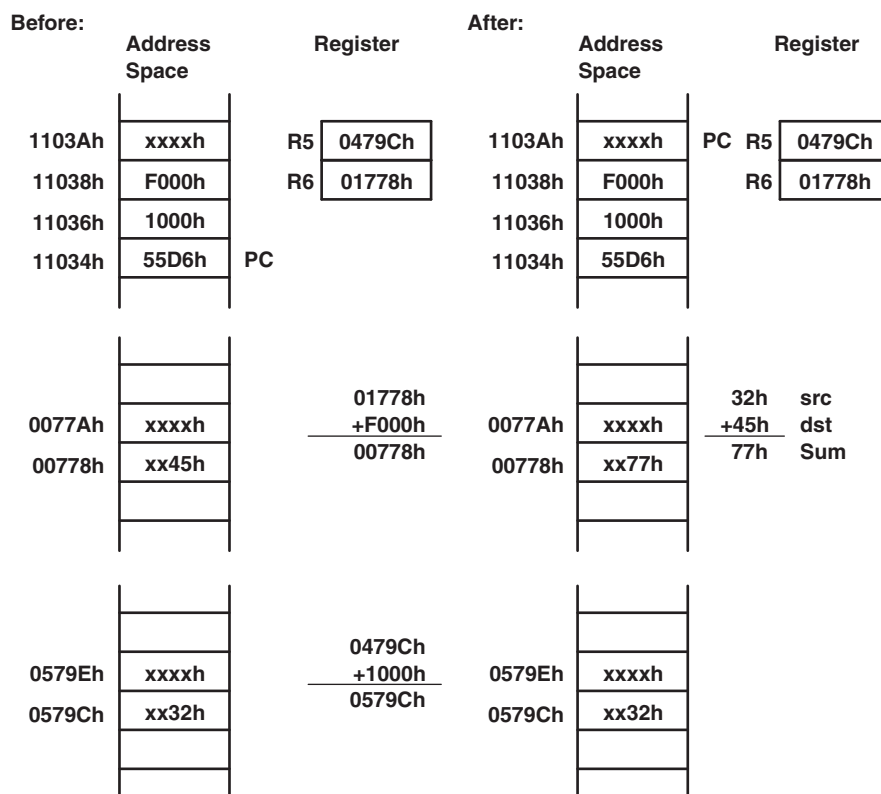 Before:
Address Space
Register
1103Ah xxxxh R5 0479Ch
11038h F000h R6 01778h
11036h 1000h
11034h 55D6h PC
0077Ah xxxxh
00778h xx45h
01778h
+F000h
00778h
0579Eh xxxxh
0579Ch xx32h
0479Ch
+1000h
0579Ch
After:
Address Space
Register
1103Ah xxxxh PC R5 0479Ch
11038h F000h R6 01778h
11036h 1000h
11034h 55D6h
0077Ah xxxxh
00778h xx77h
32h src
+45h dst
77h Sum
0579Eh xxxxh
0579Ch xx32h